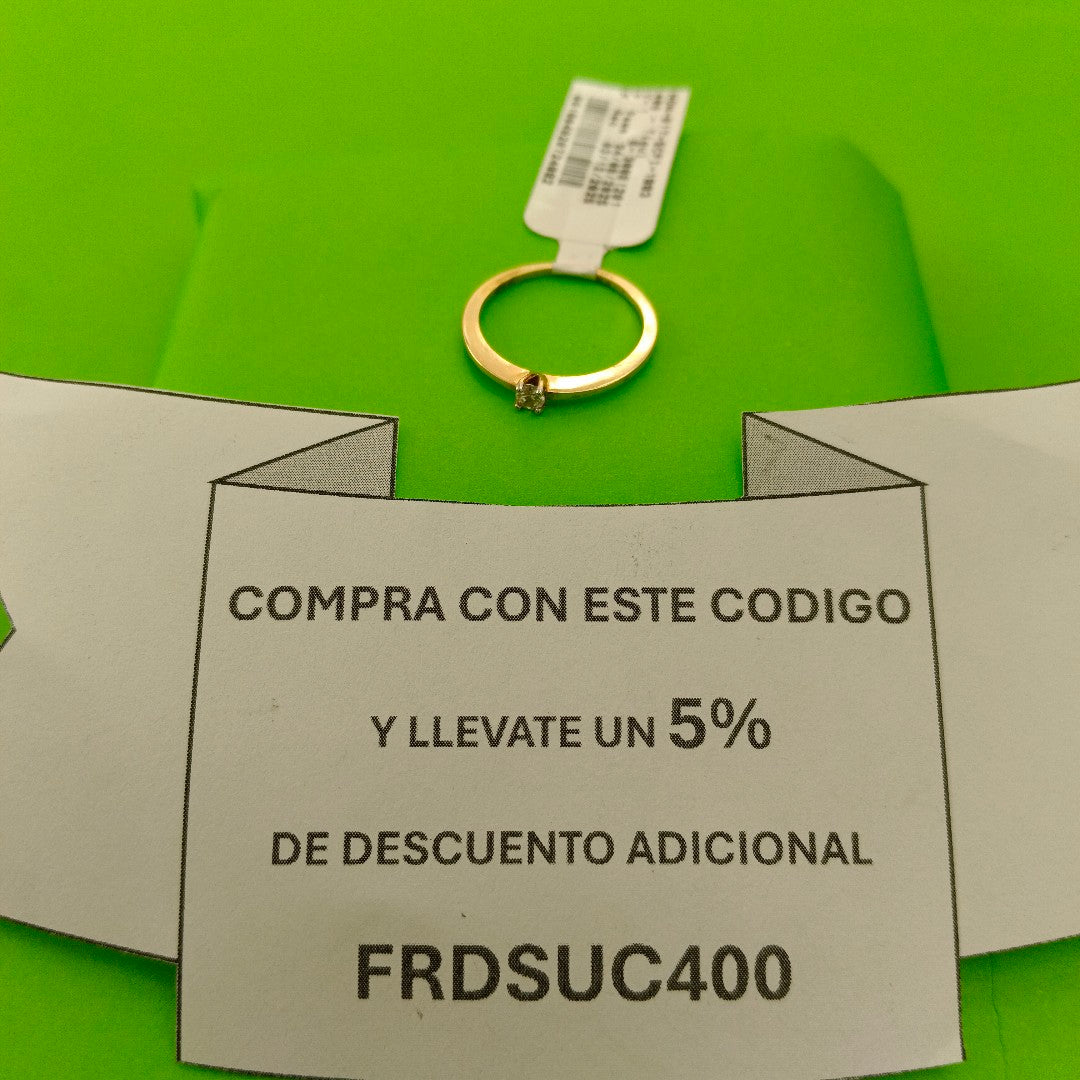 COMPRA CON ESTE CODIGO
Y LLEVATE UN 5%
DE DESCUENTO ADICIONAL
FRDSUC400